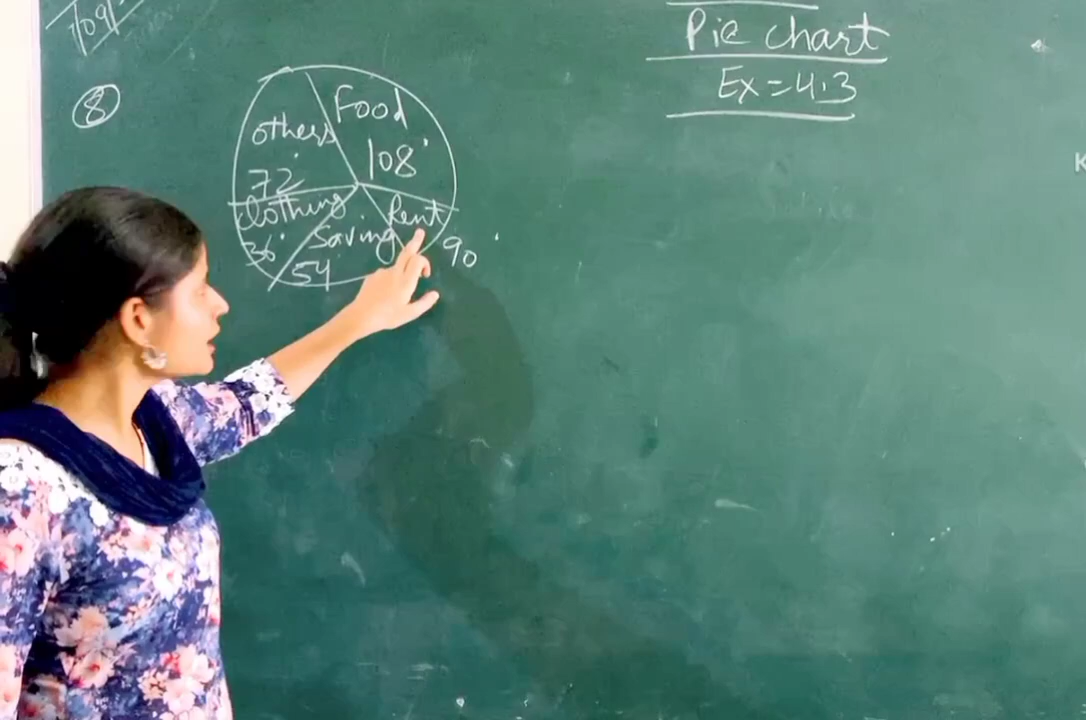 Pie chart
Ex = 4.3
8
Food
108°
others
72°
clothing
36°
Saving
54
Rent
90°